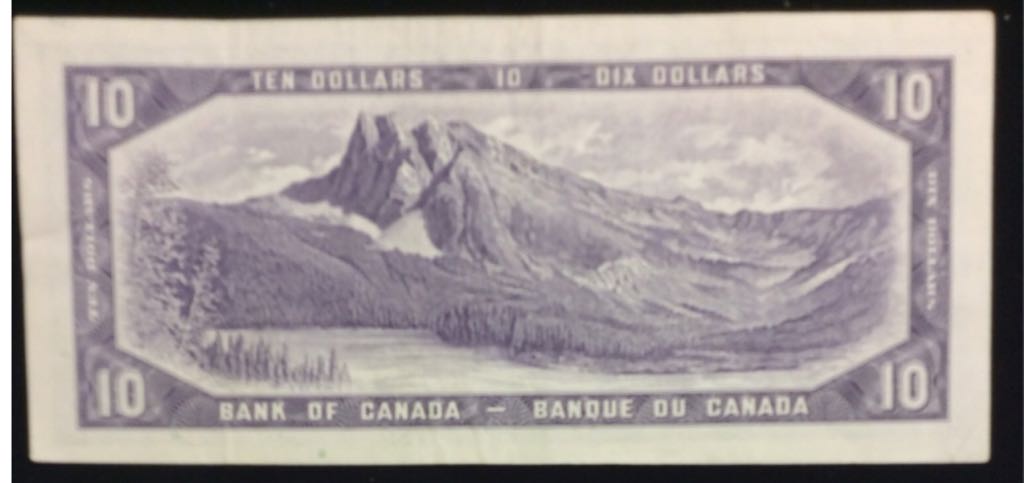 TEN DOLLARS 10 DIX DOLLARS
10
10
TEN DOLLARS
DIX DOLLARS
10
10
BANK OF CANADA – BANQUE DU CANADA